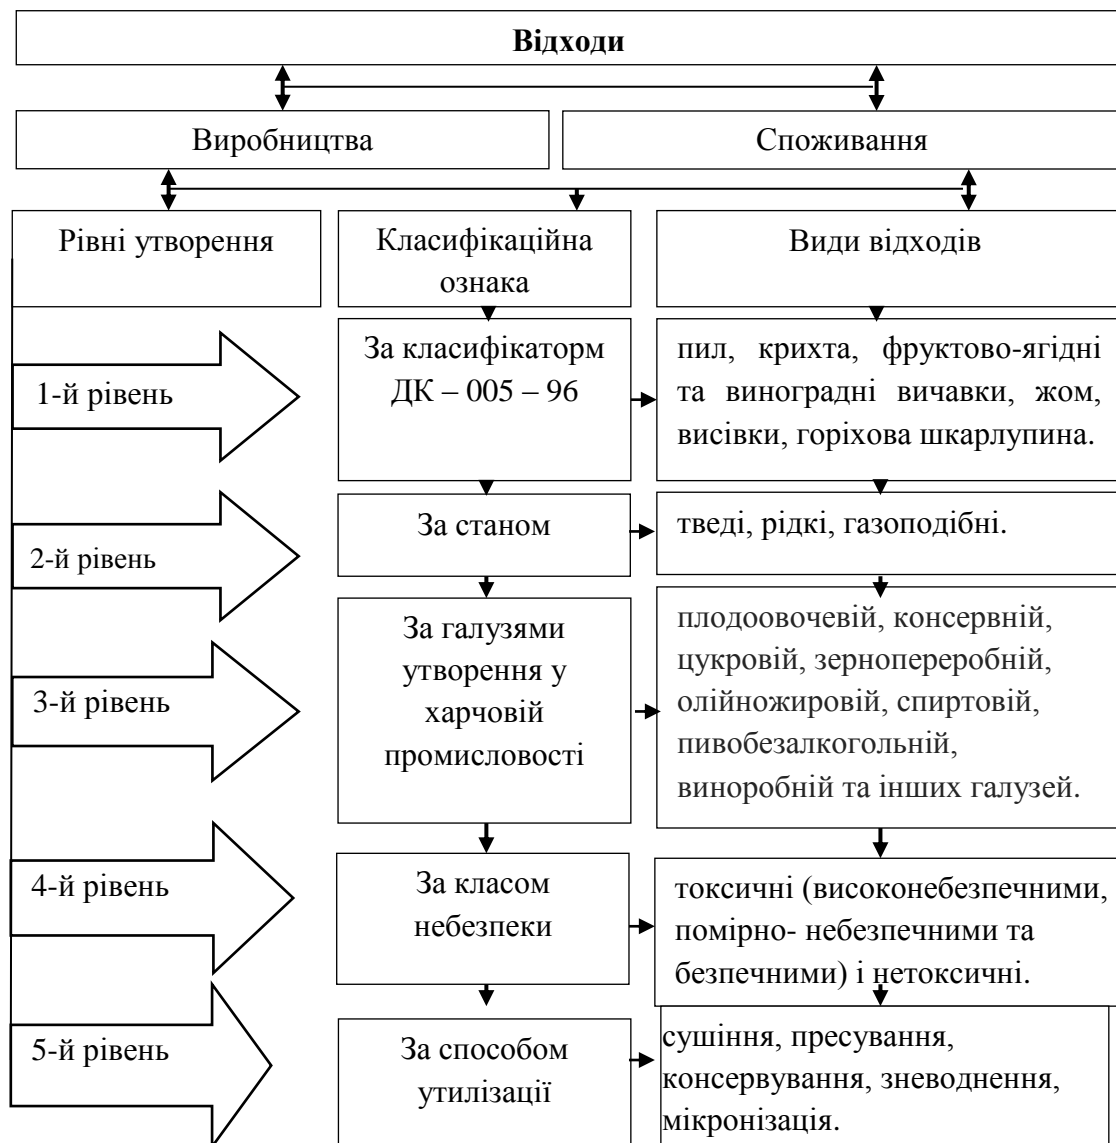 Відходи
Виробництва
Споживання
Рівні утворення
Класифікаційна
ознака
Види відходів
1-й рівень
За класифікаторм
ДК – 005 – 96
пил, крихта, фруктово-ягідні
та виноградні вичавки, жом,
висівки, горіхова шкарлупина.
2-й рівень
За станом
тведі, рідкі, газоподібні.
3-й рівень
За галузями
утворення у
харчовій
промисловості
плодоовочевій, консервній,
цукровій, зернопереробній,
олійножировій, спиртовій,
пивобезалкогольній,
виноробній та інших галузей.
4-й рівень
За класом
небезпеки
токсичні (високонебезпечними,
помірно- небезпечними та
безпечними) і нетоксичні.
5-й рівень
За способом
утилізації
сушіння, пресування,
консервування, зневоднення,
мікронізація.